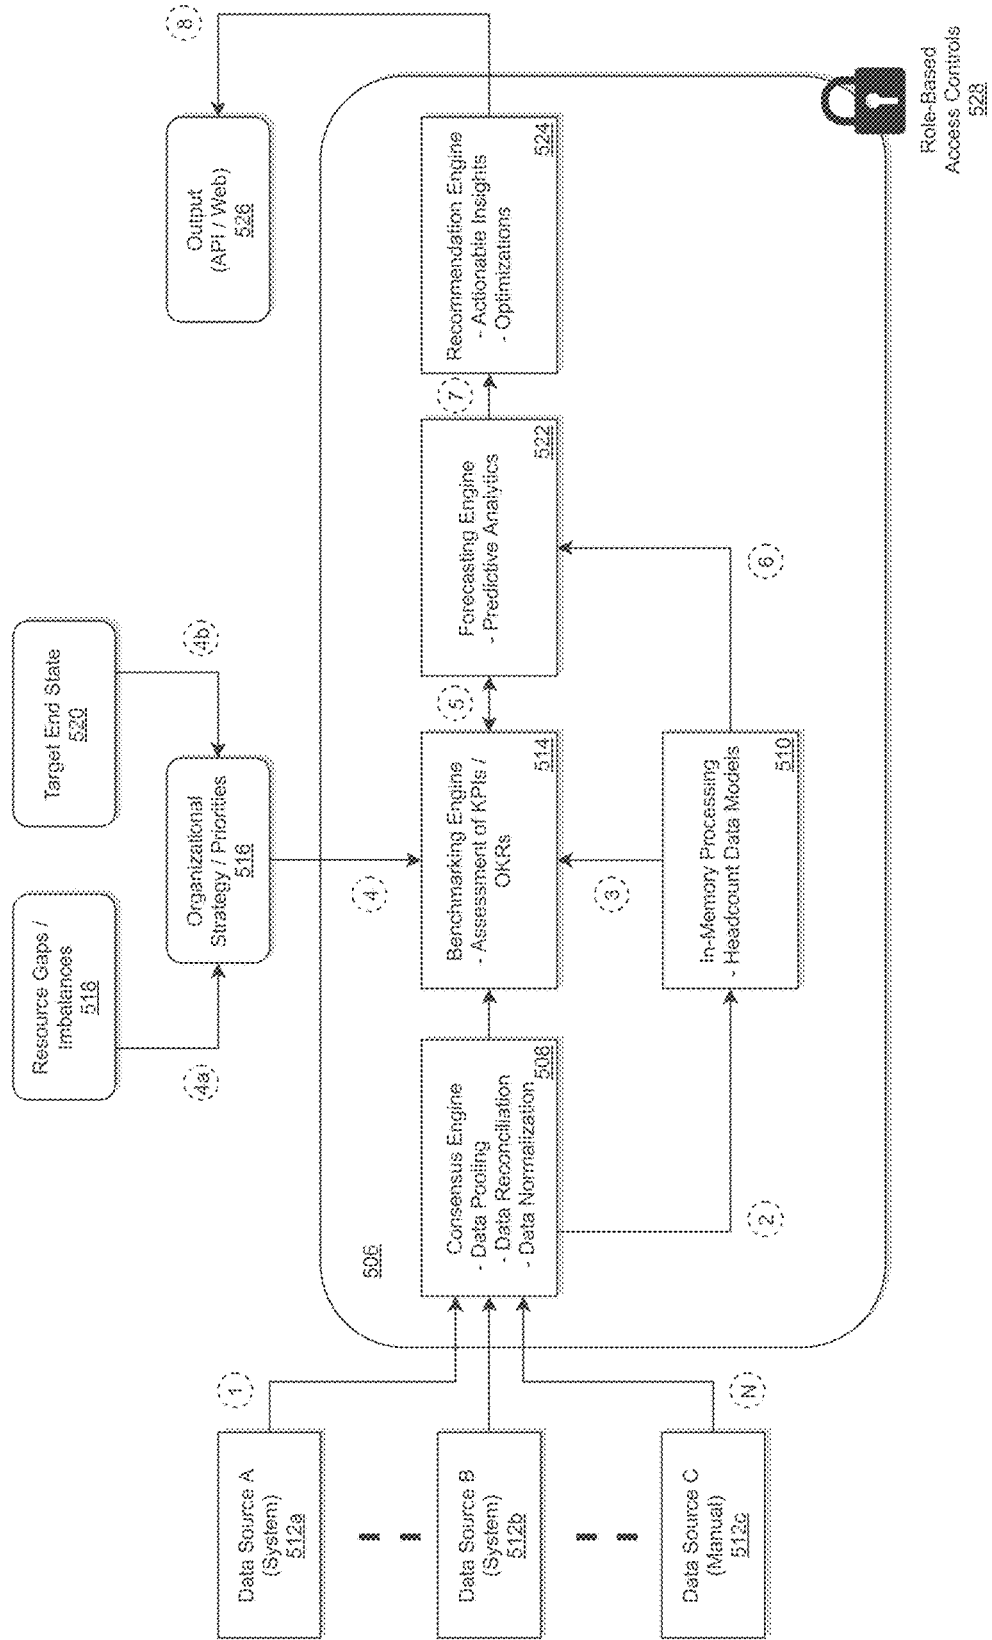 Resource Gaps /
Imbalances
518
Target End State
520
4a
4b
Organizational
Strategy / Priorities
516
Output
(API / Web)
526
8
Data Source A
(System)
512a
1
Data Source B
(System)
512b
Data Source C
(Manual)
512c
N
506
4
Consensus Engine
- Data Pooling
- Data Reconciliation
- Data Normalization
508
Benchmarking Engine
- Assessment of KPIs /
OKRs
514
5
Forecasting Engine
- Predictive Analytics
522
7
Recommendation Engine
- Actionable Insights
- Optimizations
524
2
3
6
In-Memory Processing
- Headcount Data Models
510
Role-Based
Access Controls
528